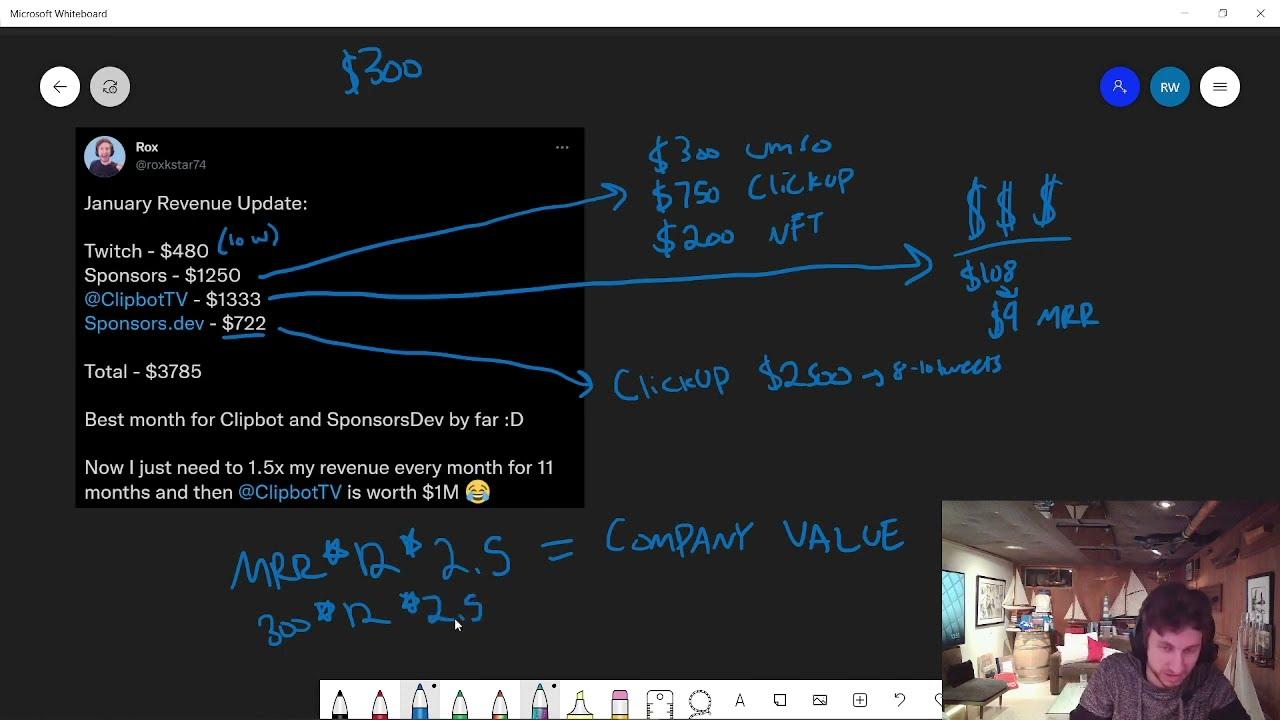 Microsoft Whiteboard
$300
RW
Rox
@roxkstar74
January Revenue Update:
Twitch - $480 (low)
Sponsors - $1250
@ClipbotTV - $1333
Sponsors.dev - $722
Total - $3785
Best month for Clipbot and SponsorsDev by far :D
Now I just need to 1.5x my revenue every month for 11
months and then @ClipbotTV is worth $1M 😂
$300
$750 Clickup
$200 NFT
$$$
$108
$9 MRR
Clickup $2500 → 8-10 tweets
MRR * 12 * 2.5 = COMPANY VALUE
300 * 12 * 2.5
A